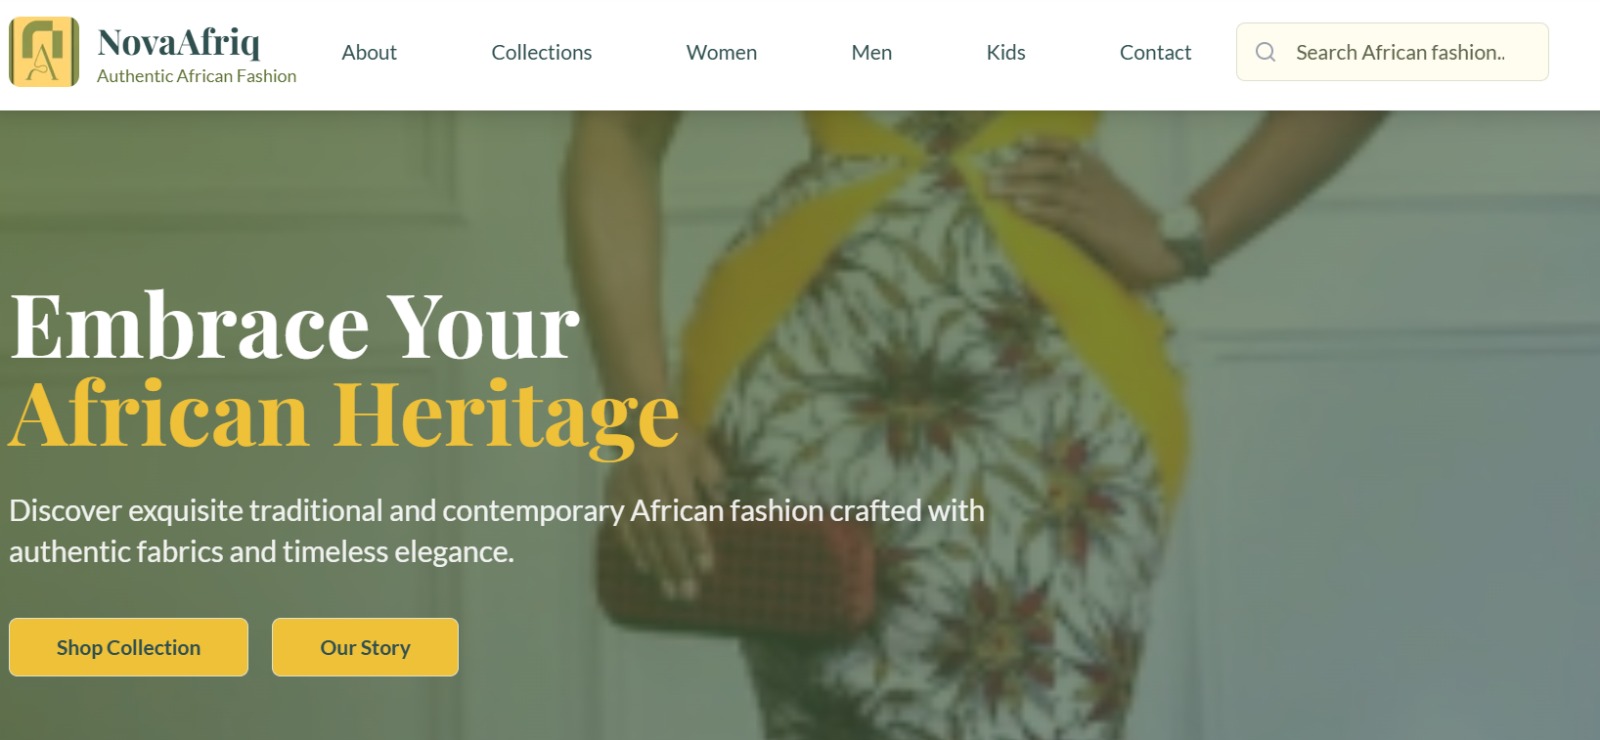 NovaAfriq
Authentic African Fashion
About
Collections
Women
Men
Kids
Contact
Search African fashion..
Embrace Your
African Heritage
Discover exquisite traditional and contemporary African fashion crafted with
authentic fabrics and timeless elegance.
Shop Collection
Our Story